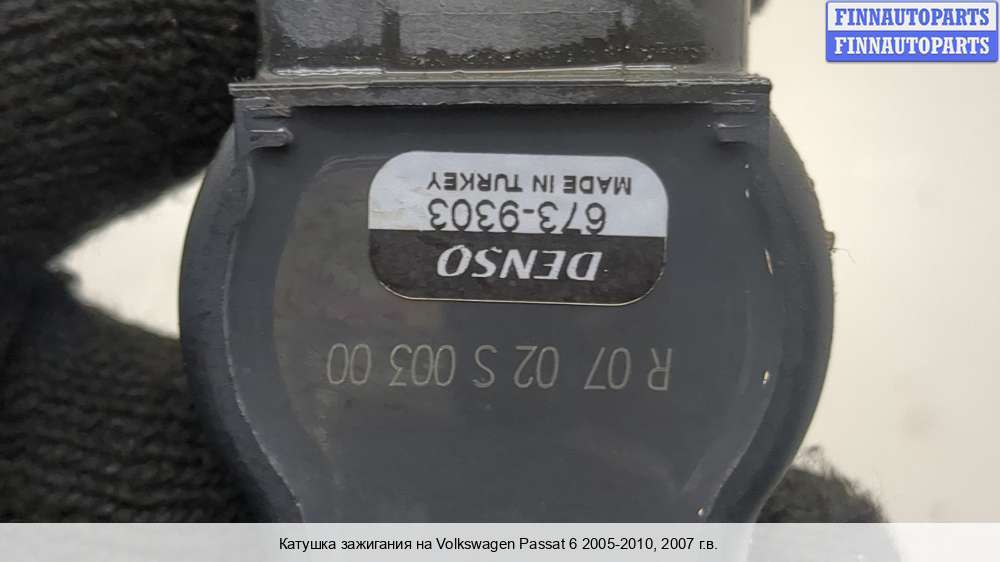 FINNAUTOPARTS
FINNAUTOPARTS
R 07 02 S 003 00
DENSO
673-9303
MADE IN TURKEY
Катушка зажигания на Volkswagen Passat 6 2005-2010, 2007 г.в.